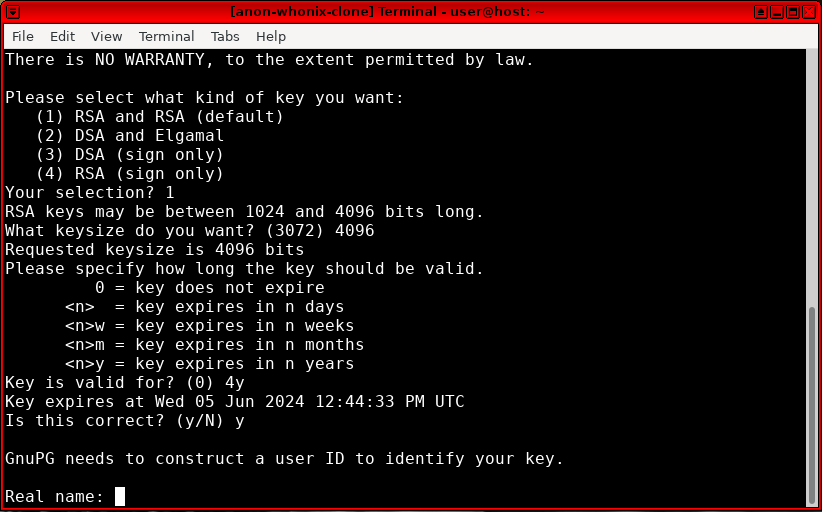 [anon-whonix-clone] Terminal - user@host: ~
File Edit View Terminal Tabs Help
There is NO WARRANTY, to the extent permitted by law.
Please select what kind of key you want:
(1) RSA and RSA (default)
(2) DSA and Elgamal
(3) DSA (sign only)
(4) RSA (sign only)
Your selection? 1
RSA keys may be between 1024 and 4096 bits long.
What keysize do you want? (3072) 4096
Requested keysize is 4096 bits
Please specify how long the key should be valid.
0 = key does not expire
<n>  = key expires in n days
<n>w = key expires in n weeks
<n>m = key expires in n months
<n>y = key expires in n years
Key is valid for? (0) 4y
Key expires at Wed 05 Jun 2024 12:44:33 PM UTC
Is this correct? (y/N) y
GnuPG needs to construct a user ID to identify your key.
Real name: